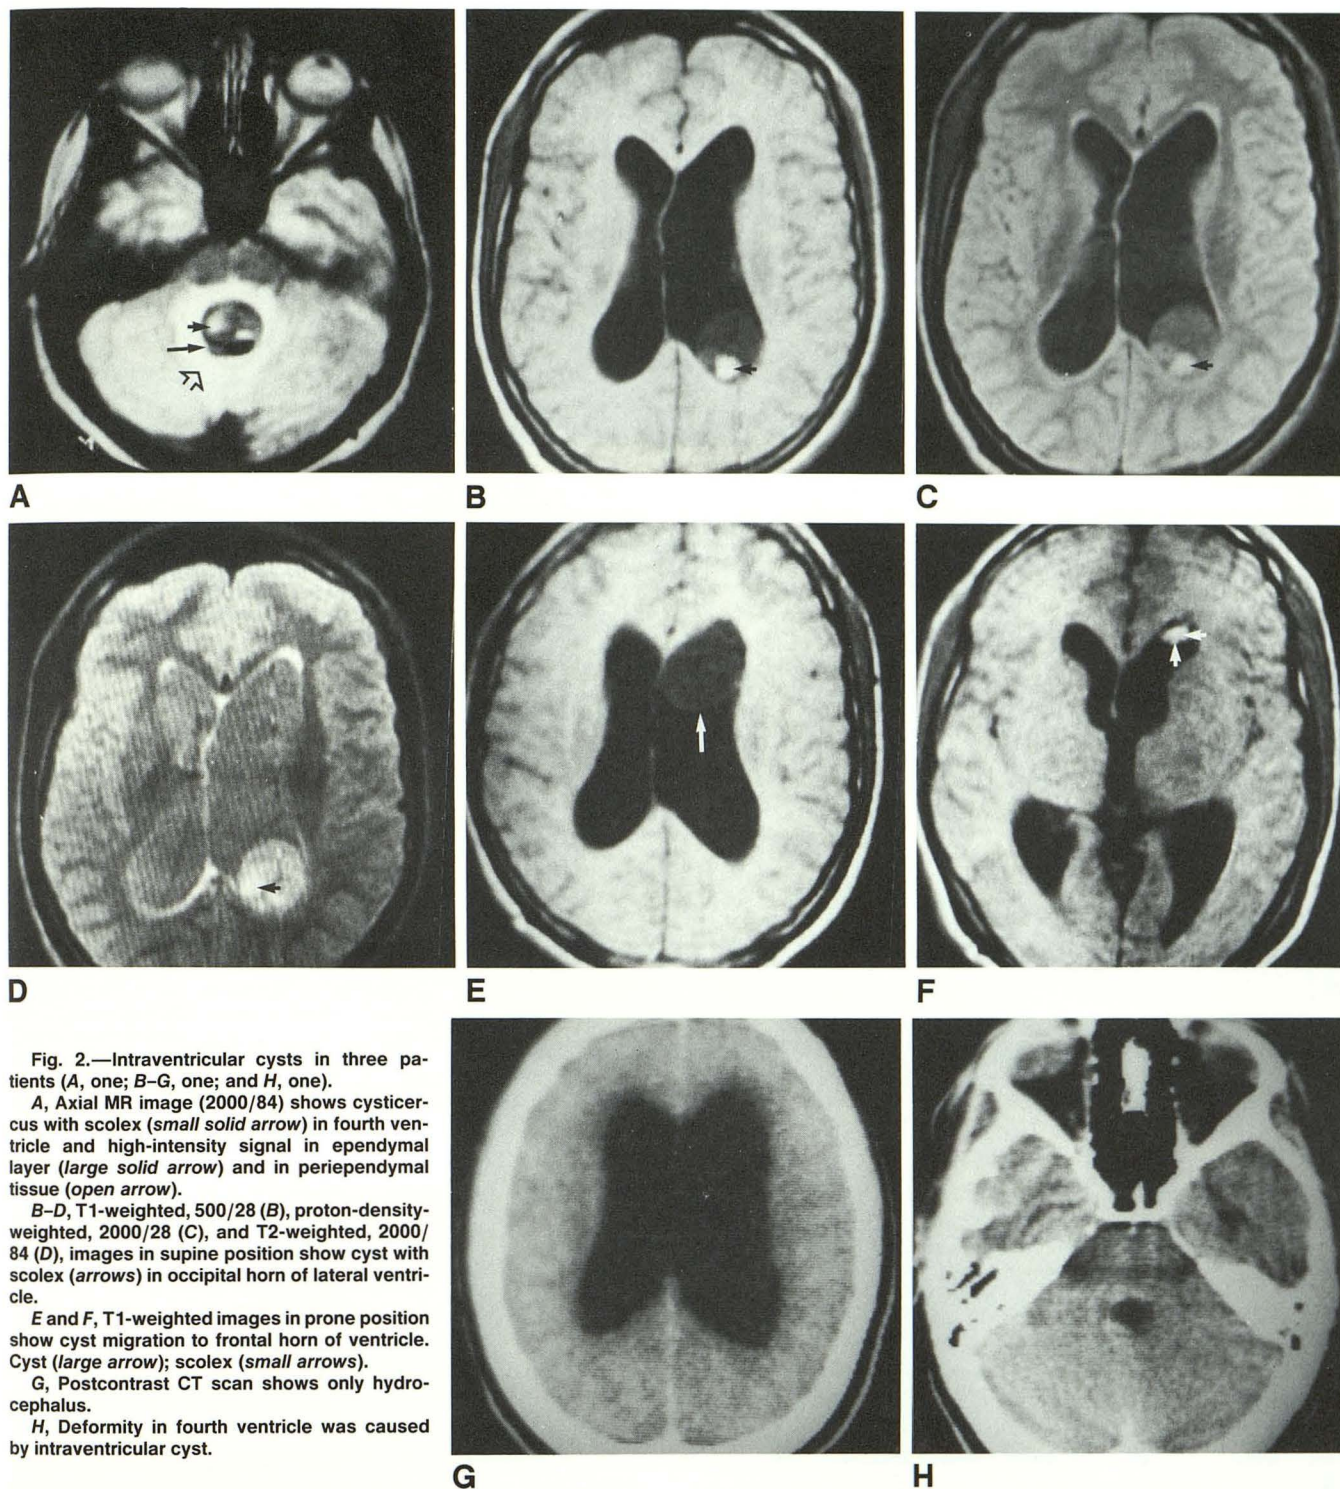 A
B
C
D
E
F
Fig. 2.—Intraventricular cysts in three pa-
tients (A, one; B–G, one; and H, one).
A, Axial MR image (2000/84) shows cysticer-
cus with scolex (small solid arrow) in fourth ven-
tricle and high-intensity signal in ependymal
layer (large solid arrow) and in periependymal
tissue (open arrow).
B–D, T1-weighted, 500/28 (B), proton-density-
weighted, 2000/28 (C), and T2-weighted, 2000/
84 (D), images in supine position show cyst with
scolex (arrows) in occipital horn of lateral ventri-
cle.
E and F, T1-weighted images in prone position
show cyst migration to frontal horn of ventricle.
Cyst (large arrow); scolex (small arrows).
G, Postcontrast CT scan shows only hydro-
cephalus.
H, Deformity in fourth ventricle was caused
by intraventricular cyst.
G
H